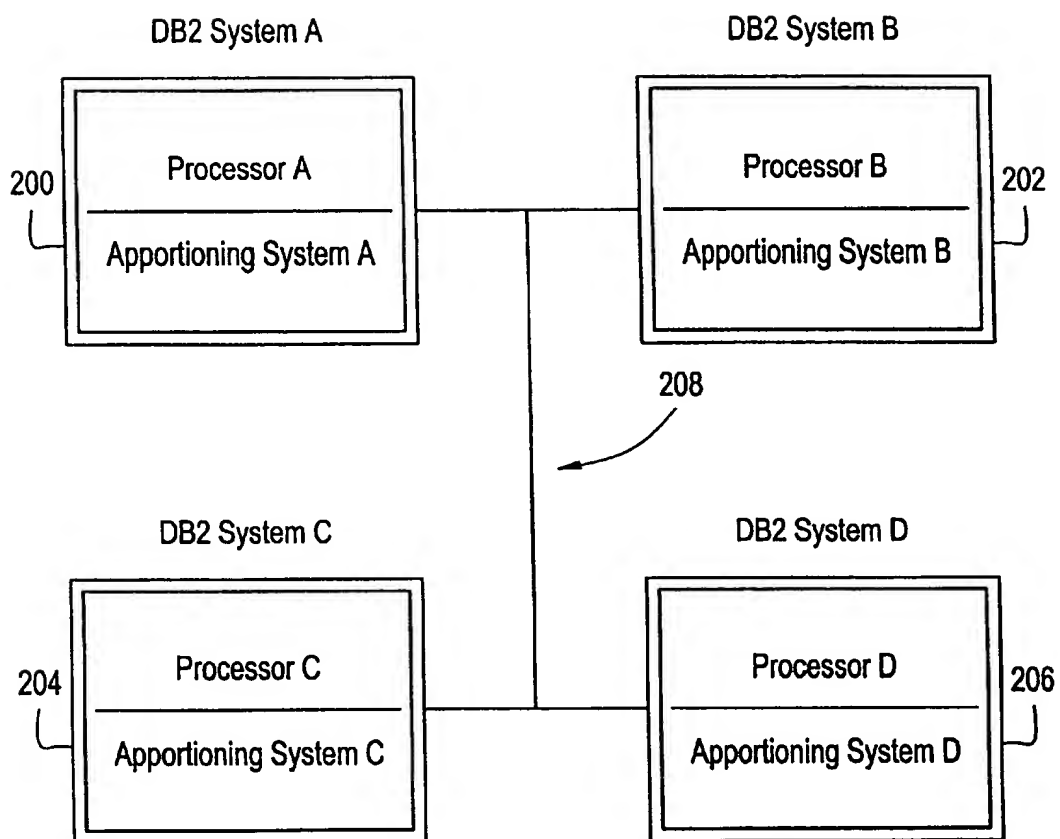 DB2 System A
DB2 System B
Processor A
Processor B
200
202
Apportioning System A
Apportioning System B
208
DB2 System C
DB2 System D
Processor C
Processor D
204
206
Apportioning System C
Apportioning System D